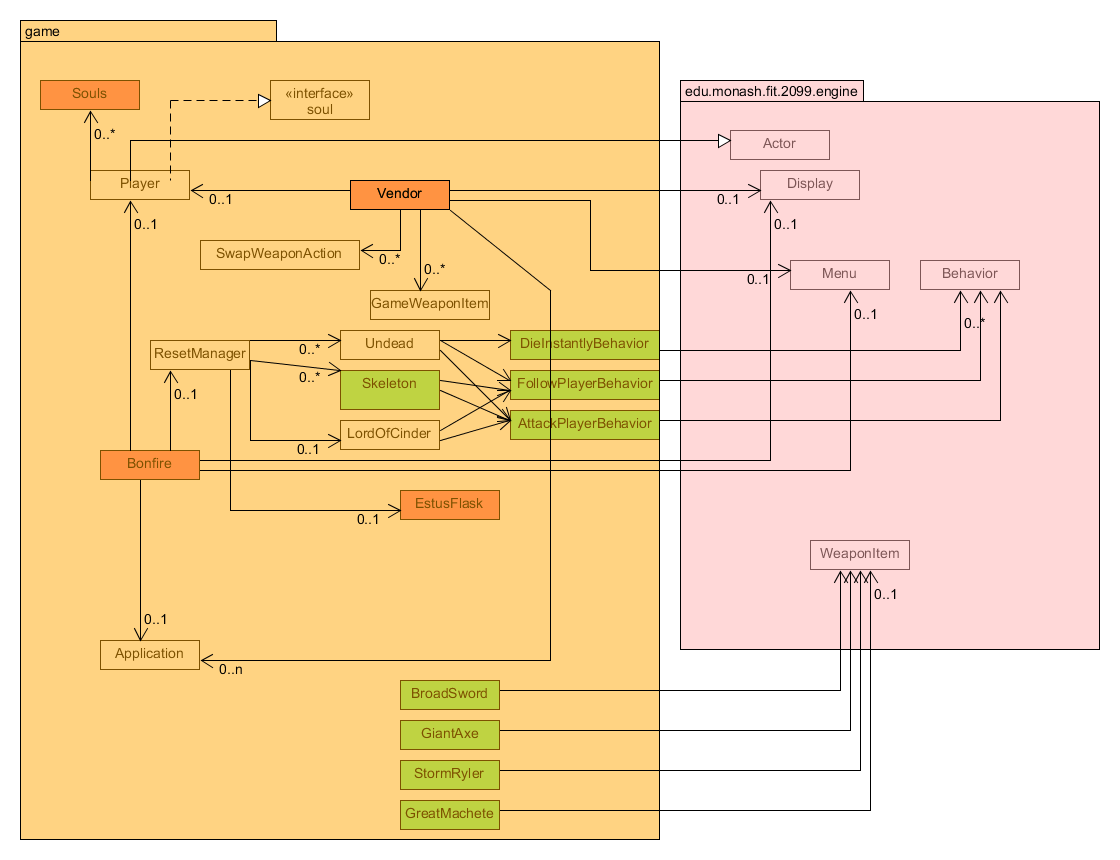 game
Souls
«interface»
soul
edu.monash.fit.2099.engine
0..*
Actor
Player
Vendor
Display
0..1
0..1
0..1
0..1
SwapWeaponAction
0..*
0..*
Menu
Behavior
0..1
GameWeaponItem
0..1
0..*
ResetManager
0..*
Undead
DieInstantlyBehavior
0..*
Skeleton
FollowPlayerBehavior
0..1
LordOfCinder
AttackPlayerBehavior
0..1
Bonfire
EstusFlask
0..1
WeaponItem
0..1
0..1
Application
0..n
BroadSword
GiantAxe
StormRyler
GreatMachete